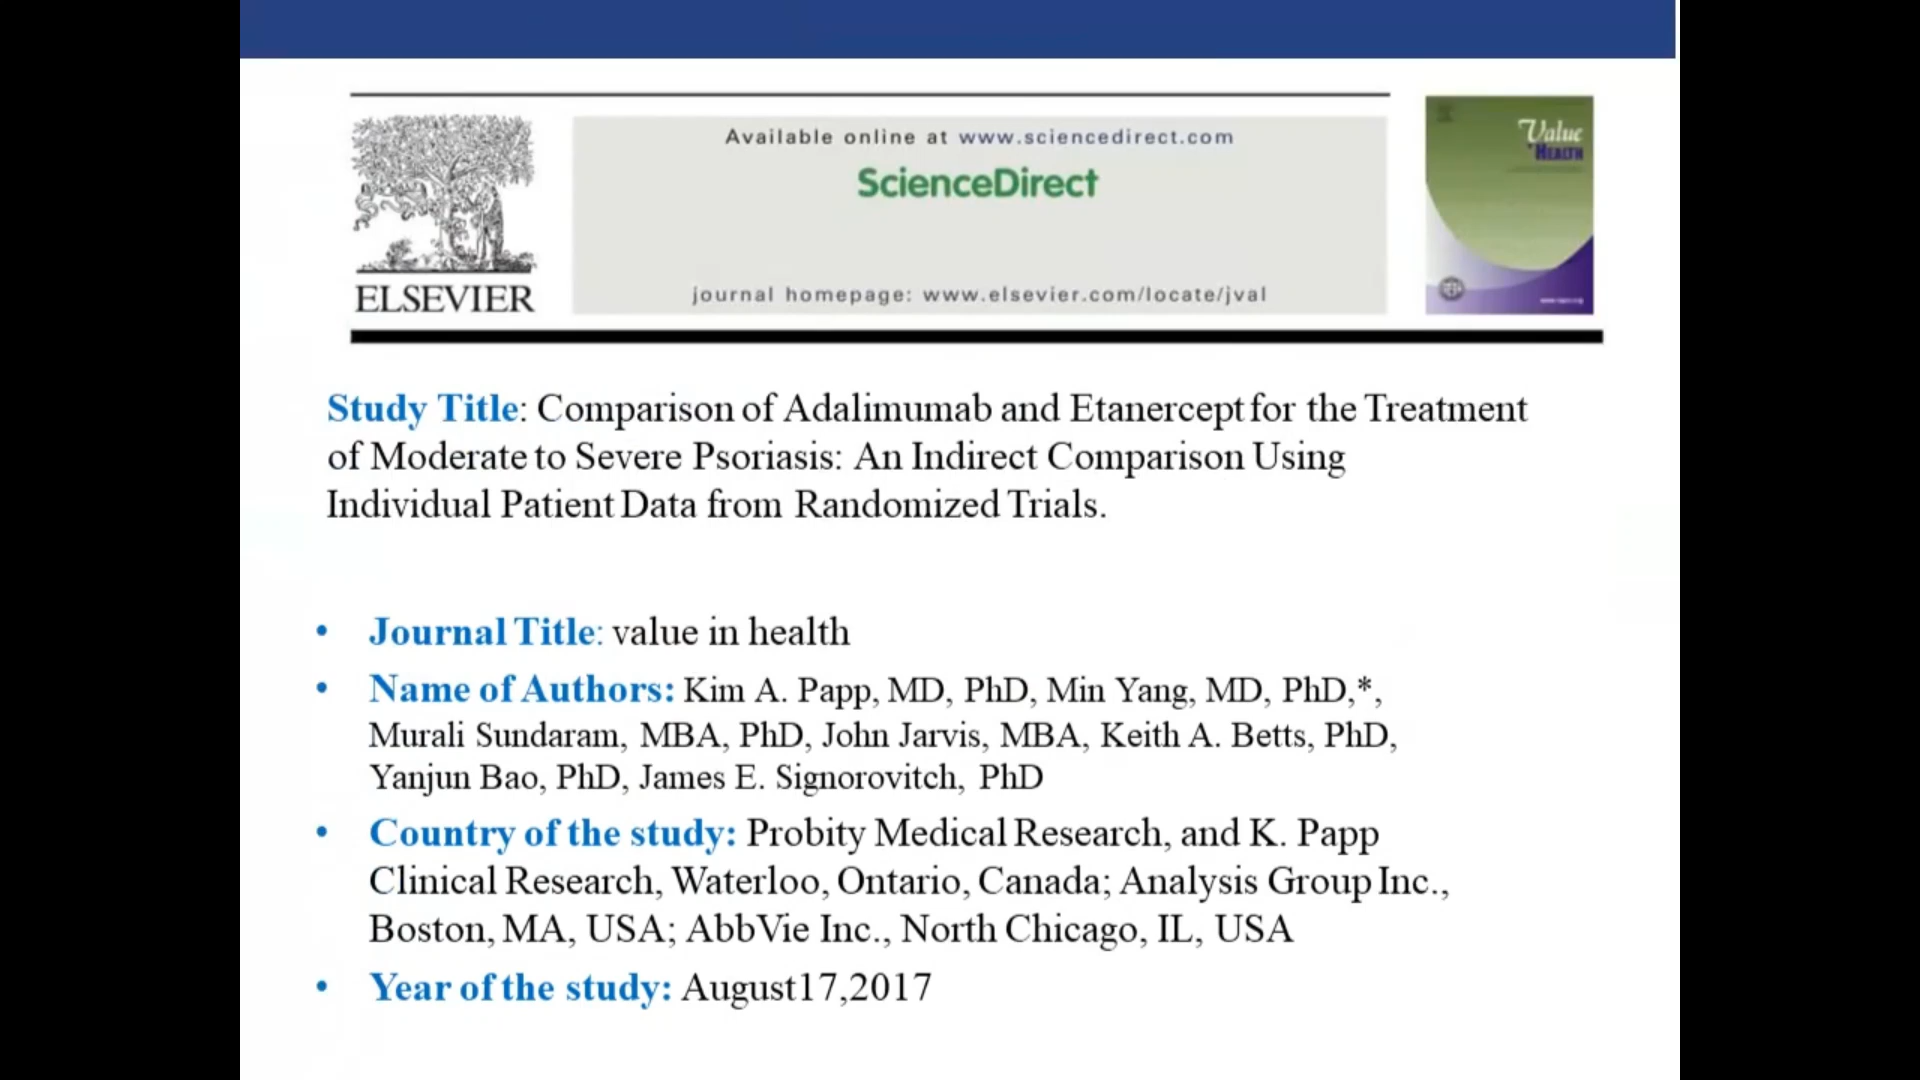 Available online at www.sciencedirect.com
ScienceDirect
journal homepage: www.elsevier.com/locate/jval
ELSEVIER
Value
HEALTH
Study Title: Comparison of Adalimumab and Etanercept for the Treatment
of Moderate to Severe Psoriasis: An Indirect Comparison Using
Individual Patient Data from Randomized Trials.
• Journal Title: value in health
• Name of Authors: Kim A. Papp, MD, PhD, Min Yang, MD, PhD,*,
Murali Sundaram, MBA, PhD, John Jarvis, MBA, Keith A. Betts, PhD,
Yanjun Bao, PhD, James E. Signorovitch, PhD
• Country of the study: Probity Medical Research, and K. Papp
Clinical Research, Waterloo, Ontario, Canada; Analysis Group Inc.,
Boston, MA, USA; AbbVie Inc., North Chicago, IL, USA
• Year of the study: August17,2017